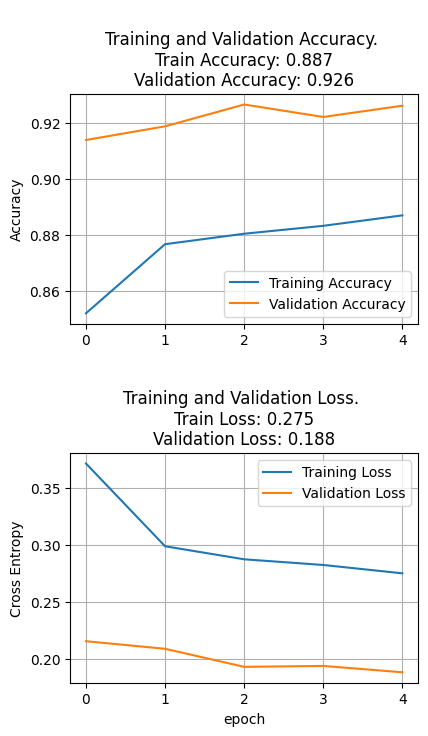 Training and Validation Accuracy.
Train Accuracy: 0.887
Validation Accuracy: 0.926
0.92
0.90
0.88
0.86
Accuracy
Training Accuracy
Validation Accuracy
0 1 2 3 4
Training and Validation Loss.
Train Loss: 0.275
Validation Loss: 0.188
0.35
0.30
0.25
0.20
Cross Entropy
Training Loss
Validation Loss
0 1 2 3 4
epoch